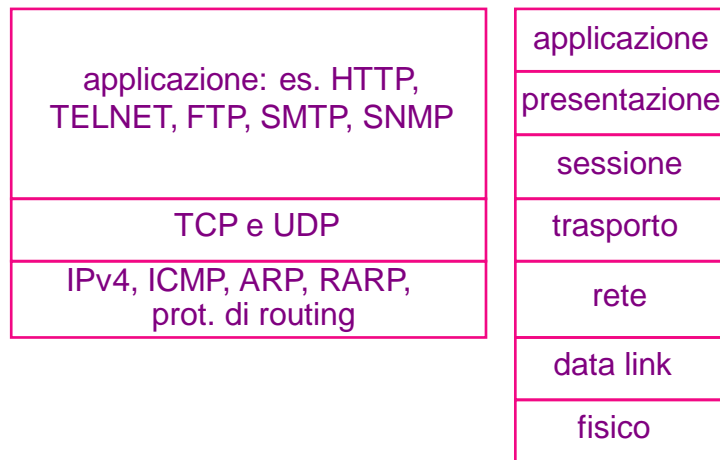 applicazione: es. HTTP,
TELNET, FTP, SMTP, SNMP
TCP e UDP
IPv4, ICMP, ARP, RARP,
prot. di routing
applicazione
presentazione
sessione
trasporto
rete
data link
fisico